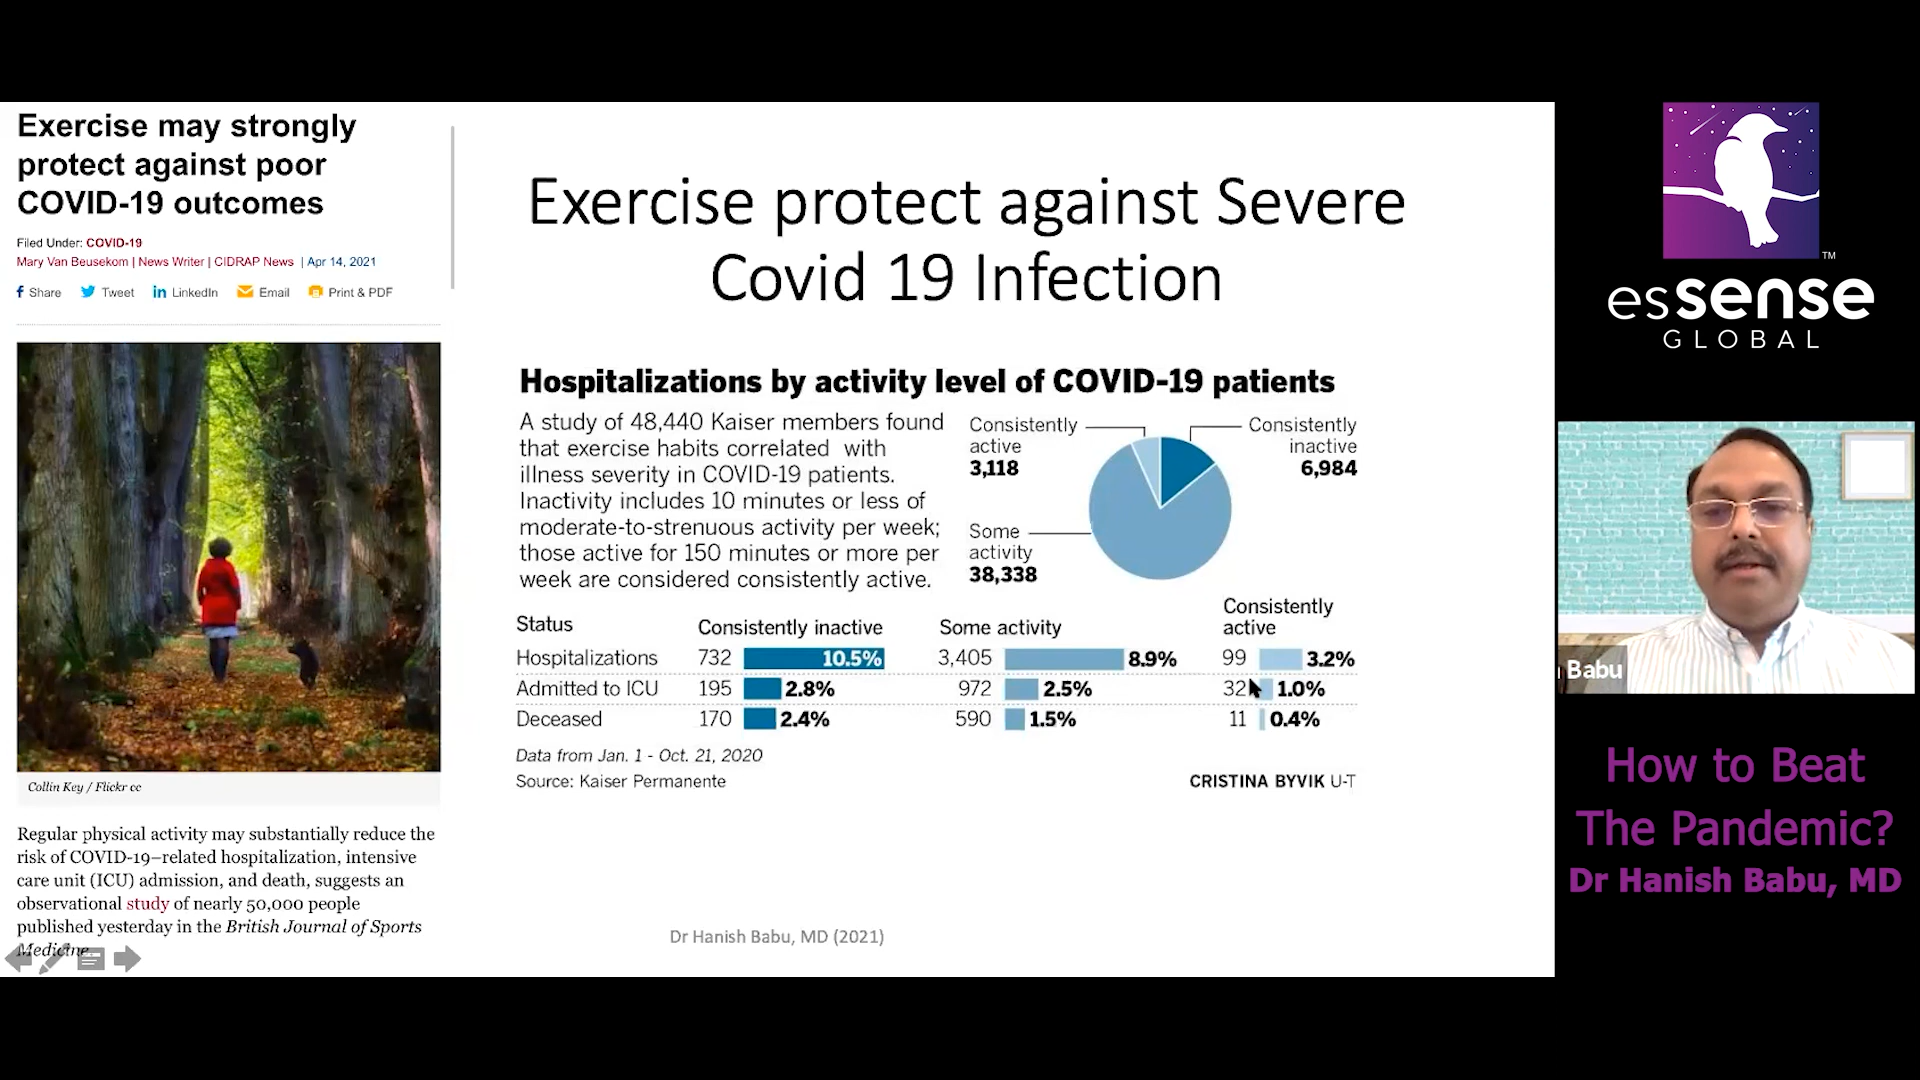 Exercise may strongly
protect against poor
COVID-19 outcomes
Filed Under: COVID-19
Mary Van Beusekom | News Writer | CIDRAP News | Apr 14, 2021
Share Tweet LinkedIn Email Print & PDF
Collin Key / Flickr cc
Regular physical activity may substantially reduce the
risk of COVID-19–related hospitalization, intensive
care unit (ICU) admission, and death, suggests an
observational study of nearly 50,000 people
published yesterday in the British Journal of Sports
Medicine
Exercise protect against Severe
Covid 19 Infection
Hospitalizations by activity level of COVID-19 patients
A study of 48,440 Kaiser members found
that exercise habits correlated with
illness severity in COVID-19 patients.
Inactivity includes 10 minutes or less of
moderate-to-strenuous activity per week;
those active for 150 minutes or more per
week are considered consistently active.
Consistently
active
3,118
Consistently
inactive
6,984
Some
activity
38,338
Status Consistently inactive Some activity Consistently active
Hospitalizations 732 10.5% 3,405 8.9% 99 3.2%
Admitted to ICU 195 2.8% 972 2.5% 32 1.0%
Deceased 170 2.4% 590 1.5% 11 0.4%
Data from Jan. 1 - Oct. 21, 2020
Source: Kaiser Permanente
CRISTINA BYVIK U-T
Dr Hanish Babu, MD (2021)
TM
essense
GLOBAL
Babu
How to Beat
The Pandemic?
Dr Hanish Babu, MD